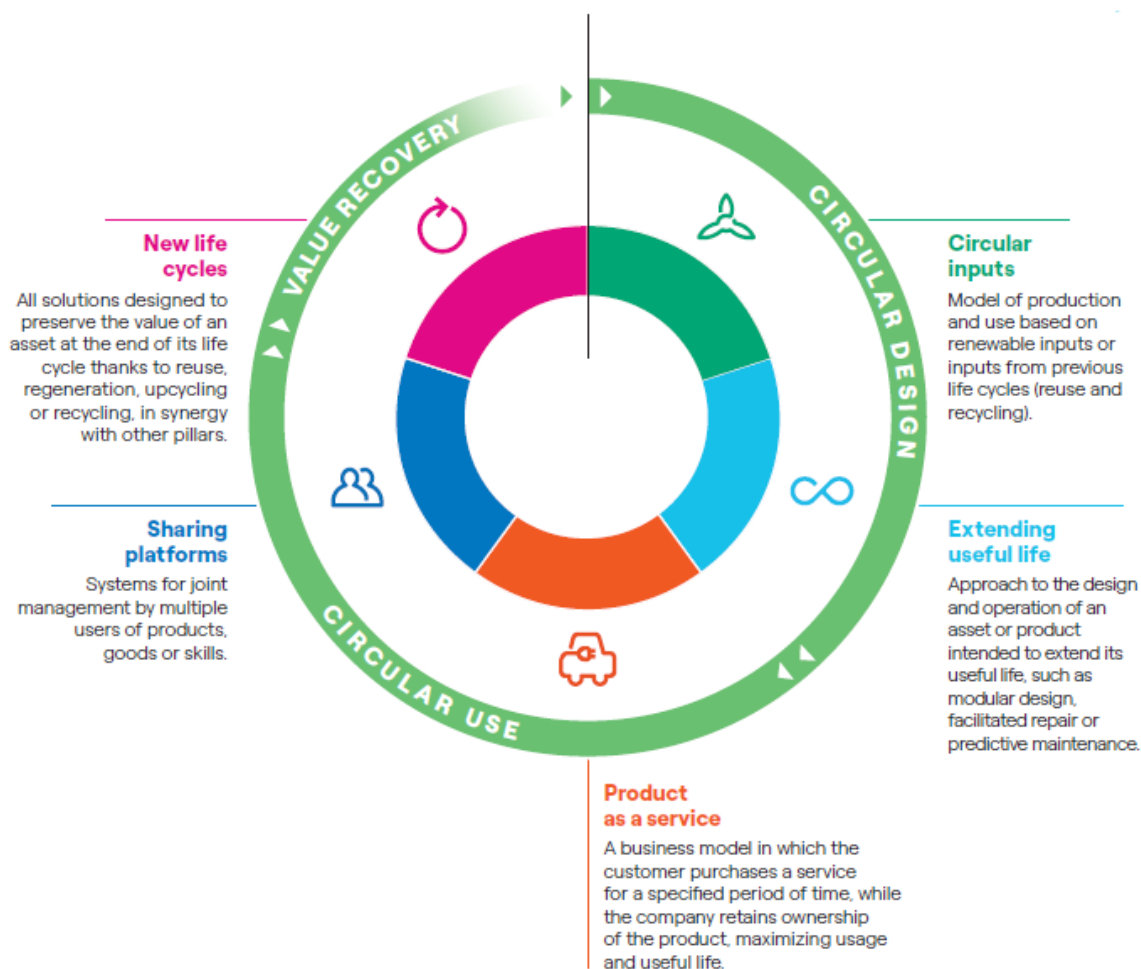 VALUE RECOVERY
CIRCULAR DESIGN
CIRCULAR USE
New life
cycles
All solutions designed to
preserve the value of an
asset at the end of its life
cycle thanks to reuse,
regeneration, upcycling
or recycling, in synergy
with other pillars.
Circular
inputs
Model of production
and use based on
renewable inputs or
inputs from previous
life cycles (reuse and
recycling).
Sharing
platforms
Systems for joint
management by multiple
users of products,
goods or skills.
Extending
useful life
Approach to the design
and operation of an
asset or product
intended to extend its
useful life, such as
modular design,
facilitated repair or
predictive maintenance.
Product
as a service
A business model in which the
customer purchases a service
for a specified period of time, while
the company retains ownership
of the product, maximizing usage
and useful life.